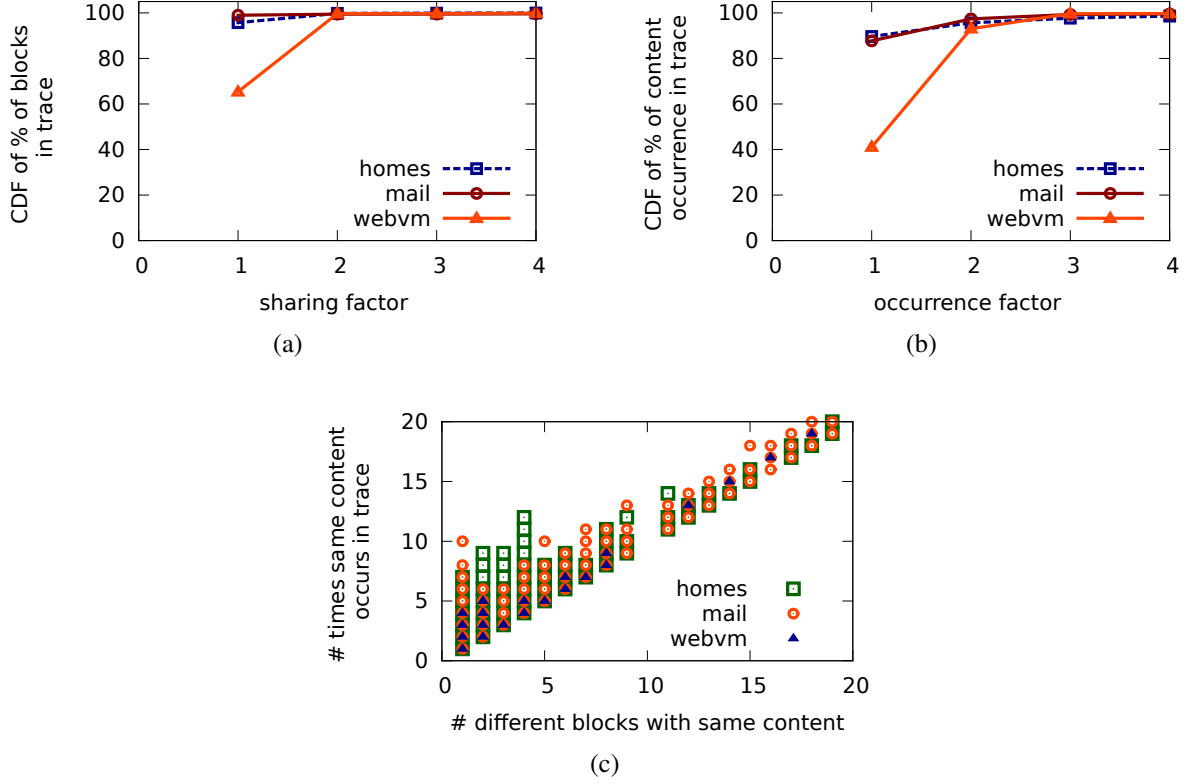 CDF of % of blocks
in trace
100
80
60
40
20
0
0 1 2 3 4
homes
mail
webvm
sharing factor
(a)
CDF of % of content
occurrence in trace
100
80
60
40
20
0
0 1 2 3 4
homes
mail
webvm
occurrence factor
(b)
# times same content
occurs in trace
20
15
10
5
0
0 5 10 15 20
homes
mail
webvm
# different blocks with same content
(c)